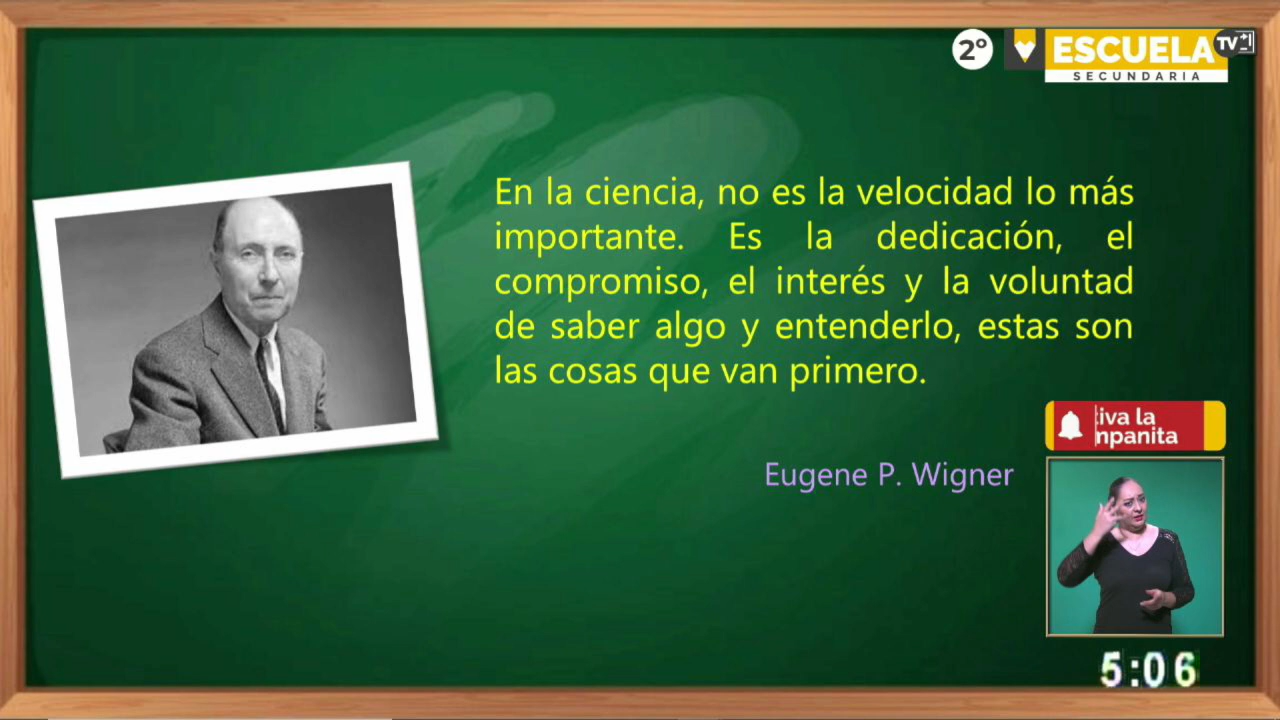 2°
ESCUELA TV
SECUNDARIA
En la ciencia, no es la velocidad lo más
importante. Es la dedicación, el
compromiso, el interés y la voluntad
de saber algo y entenderlo, estas son
las cosas que van primero.
iva la
npanita
Eugene P. Wigner
5:06